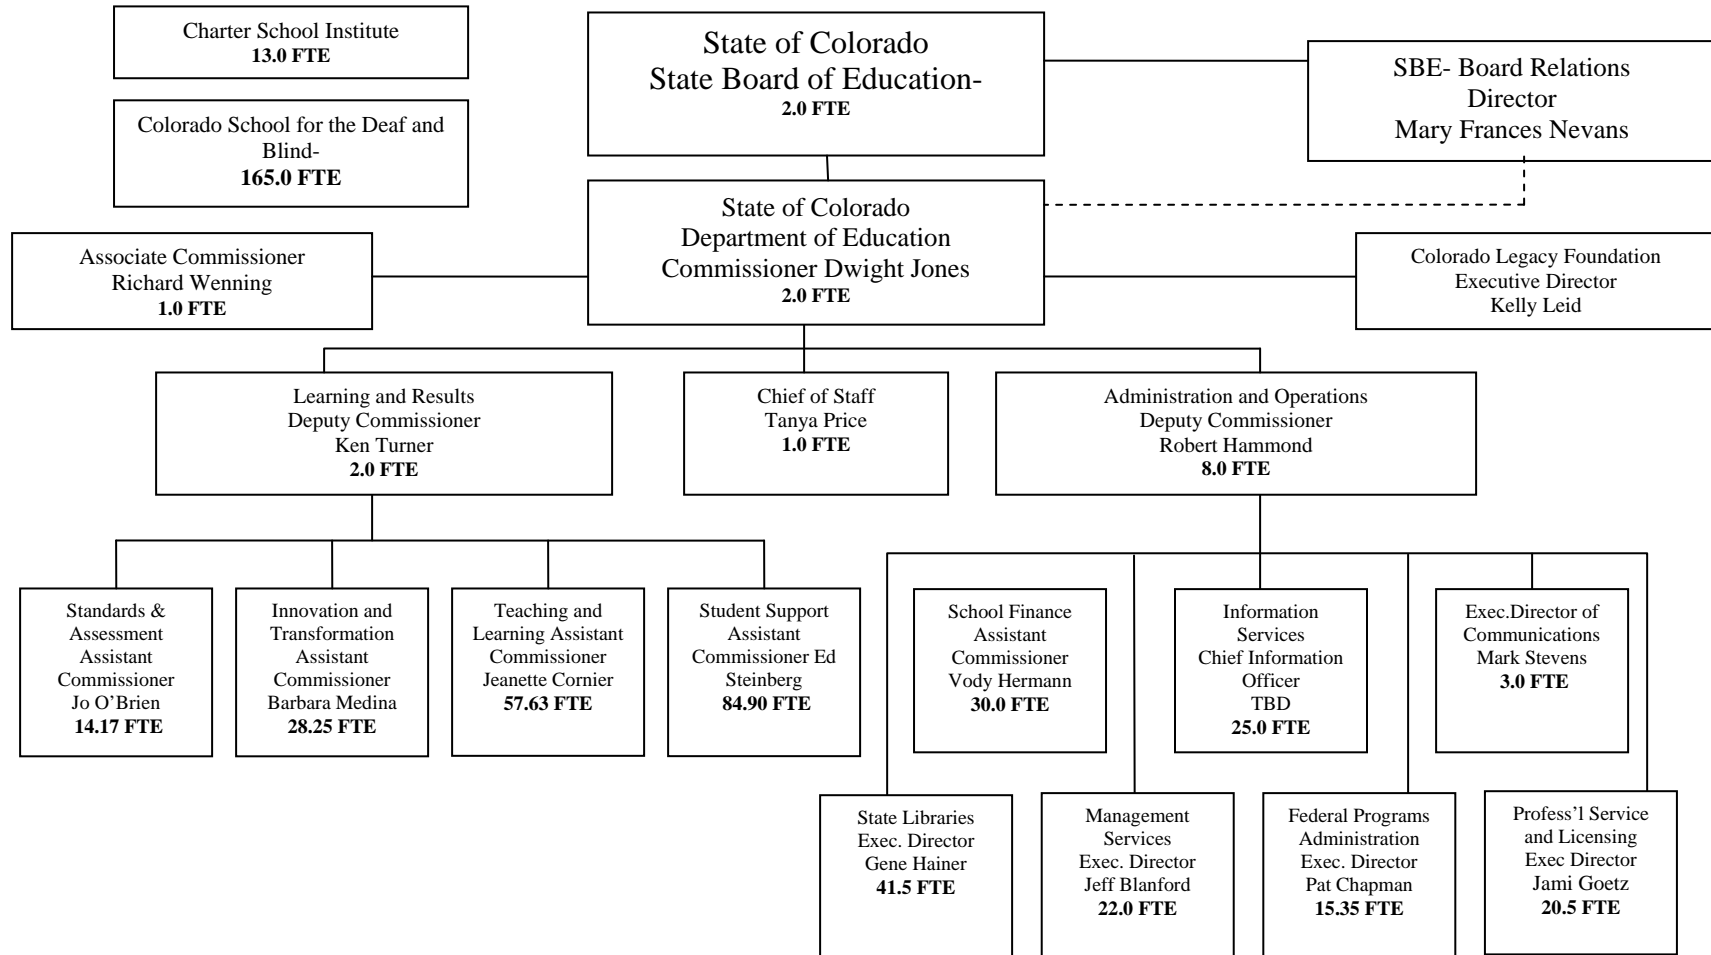 Charter School Institute
13.0 FTE
State of Colorado
State Board of Education-
2.0 FTE
SBE- Board Relations
Director
Mary Frances Nevans
Colorado School for the Deaf and
Blind-
165.0 FTE
State of Colorado
Department of Education
Commissioner Dwight Jones
2.0 FTE
Associate Commissioner
Richard Wenning
1.0 FTE
Colorado Legacy Foundation
Executive Director
Kelly Leid
Learning and Results
Deputy Commissioner
Ken Turner
2.0 FTE
Chief of Staff
Tanya Price
1.0 FTE
Administration and Operations
Deputy Commissioner
Robert Hammond
8.0 FTE
Standards &
Assessment
Assistant
Commissioner
Jo O’Brien
14.17 FTE
Innovation and
Transformation
Assistant
Commissioner
Barbara Medina
28.25 FTE
Teaching and
Learning Assistant
Commissioner
Jeanette Cornier
57.63 FTE
Student Support
Assistant
Commissioner Ed
Steinberg
84.90 FTE
School Finance
Assistant
Commissioner
Vody Hermann
30.0 FTE
Information
Services
Chief Information
Officer
TBD
25.0 FTE
Exec.Director of
Communications
Mark Stevens
3.0 FTE
State Libraries
Exec. Director
Gene Hainer
41.5 FTE
Management
Services
Exec. Director
Jeff Blanford
22.0 FTE
Federal Programs
Administration
Exec. Director
Pat Chapman
15.35 FTE
Profess’l Service
and Licensing
Exec Director
Jami Goetz
20.5 FTE